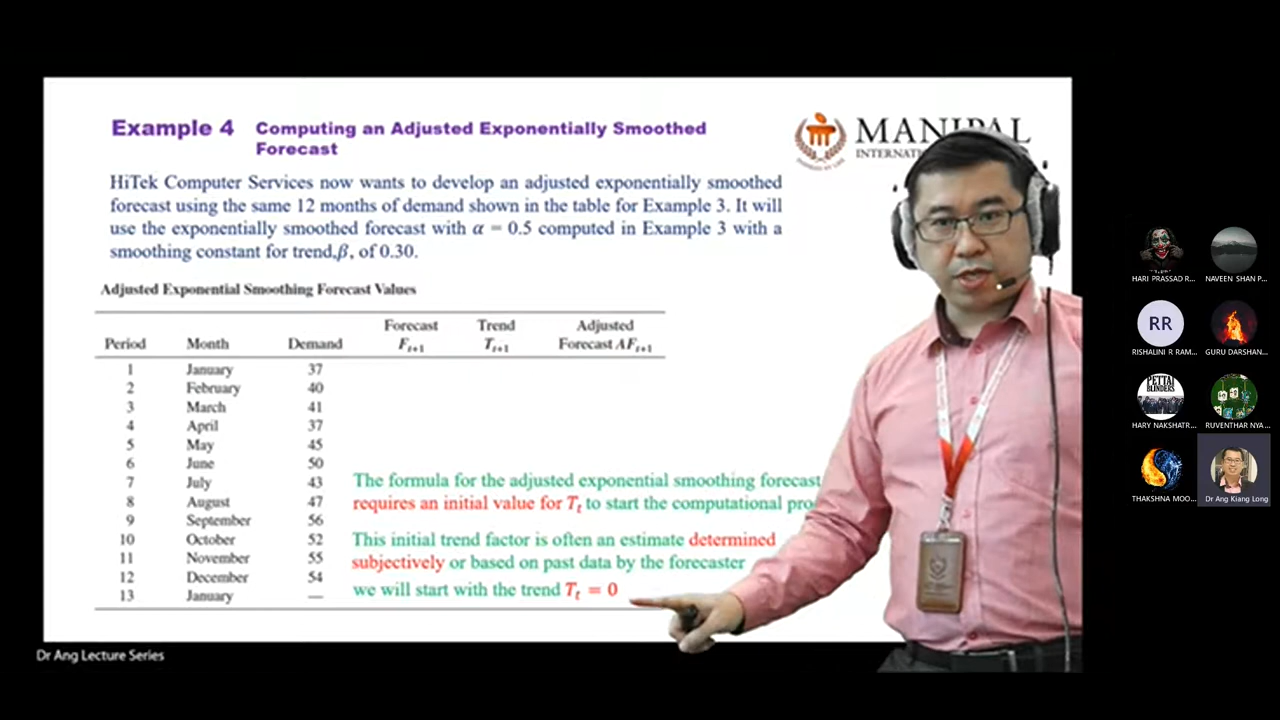 Example 4 Computing an Adjusted Exponentially Smoothed
Forecast
MANIPAL
HiTek Computer Services now wants to develop an adjusted exponentially smoothed
forecast using the same 12 months of demand shown in the table for Example 3. It will
use the exponentially smoothed forecast with α = 0.5 computed in Example 3 with a
smoothing constant for trend,β, of 0.30.
Adjusted Exponential Smoothing Forecast Values
Forecast Trend Adjusted
Period Month Demand Fₜ₊₁ Tₜ₊₁ Forecast AFₜ₊₁
1 January 37
2 February 40
3 March 41
4 April 37
5 May 45
6 June 50
7 July 43
8 August 47
9 September 56
10 October 52
11 November 55
12 December 54
13 January —
The formula for the adjusted exponential smoothing forecast
requires an initial value for Tₜ to start the computational
This initial trend factor is often an estimate determined
subjectively or based on past data by the forecaster
we will start with the trend Tₜ = 0
Dr Ang Lecture Series
HARI PRASSAD R...
NAVEEN SHAN P...
RR
RISHALINI R RAM...
GURU DARSHAN...
PETTAI
BLINDERS
HARY NAKSHATR...
RUVENTHAR NYA...
THAKSHNA MOO...
Dr Ang Kiang Long